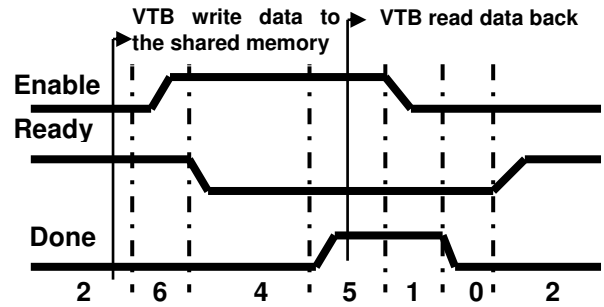 VTB write data to
the shared memory
VTB read data back
Enable
Ready
Done
2 6 4 5 1 0 2